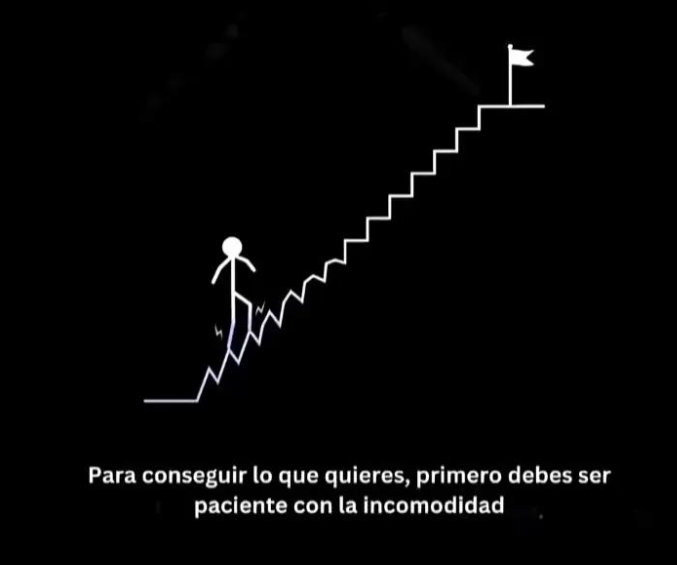 Para conseguir lo que quieres, primero debes ser
paciente con la incomodidad